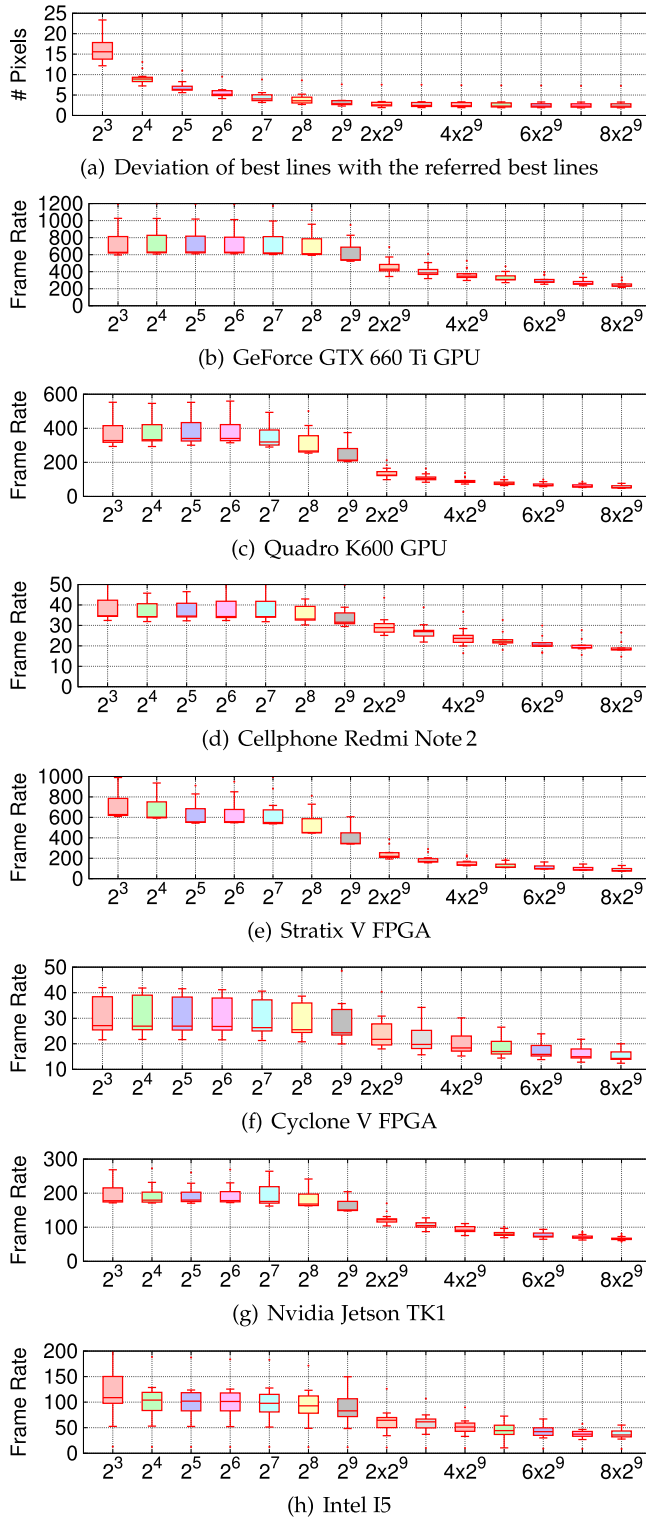 25
20
15
10
5
0
# Pixels
2^3 2^4 2^5 2^6 2^7 2^8 2^9 2x2^9 4x2^9 6x2^9 8x2^9
(a) Deviation of best lines with the referred best lines
1200
1000
800
600
400
200
0
Frame Rate
2^3 2^4 2^5 2^6 2^7 2^8 2^9 2x2^9 4x2^9 6x2^9 8x2^9
(b) GeForce GTX 660 Ti GPU
600
400
200
0
Frame Rate
2^3 2^4 2^5 2^6 2^7 2^8 2^9 2x2^9 4x2^9 6x2^9 8x2^9
(c) Quadro K600 GPU
50
40
30
20
10
0
Frame Rate
2^3 2^4 2^5 2^6 2^7 2^8 2^9 2x2^9 4x2^9 6x2^9 8x2^9
(d) Cellphone Redmi Note 2
1000
800
600
400
200
0
Frame Rate
2^3 2^4 2^5 2^6 2^7 2^8 2^9 2x2^9 4x2^9 6x2^9 8x2^9
(e) Stratix V FPGA
50
40
30
20
10
Frame Rate
2^3 2^4 2^5 2^6 2^7 2^8 2^9 2x2^9 4x2^9 6x2^9 8x2^9
(f) Cyclone V FPGA
300
200
100
0
Frame Rate
2^3 2^4 2^5 2^6 2^7 2^8 2^9 2x2^9 4x2^9 6x2^9 8x2^9
(g) Nvidia Jetson TK1
200
150
100
50
0
Frame Rate
2^3 2^4 2^5 2^6 2^7 2^8 2^9 2x2^9 4x2^9 6x2^9 8x2^9
(h) Intel I5